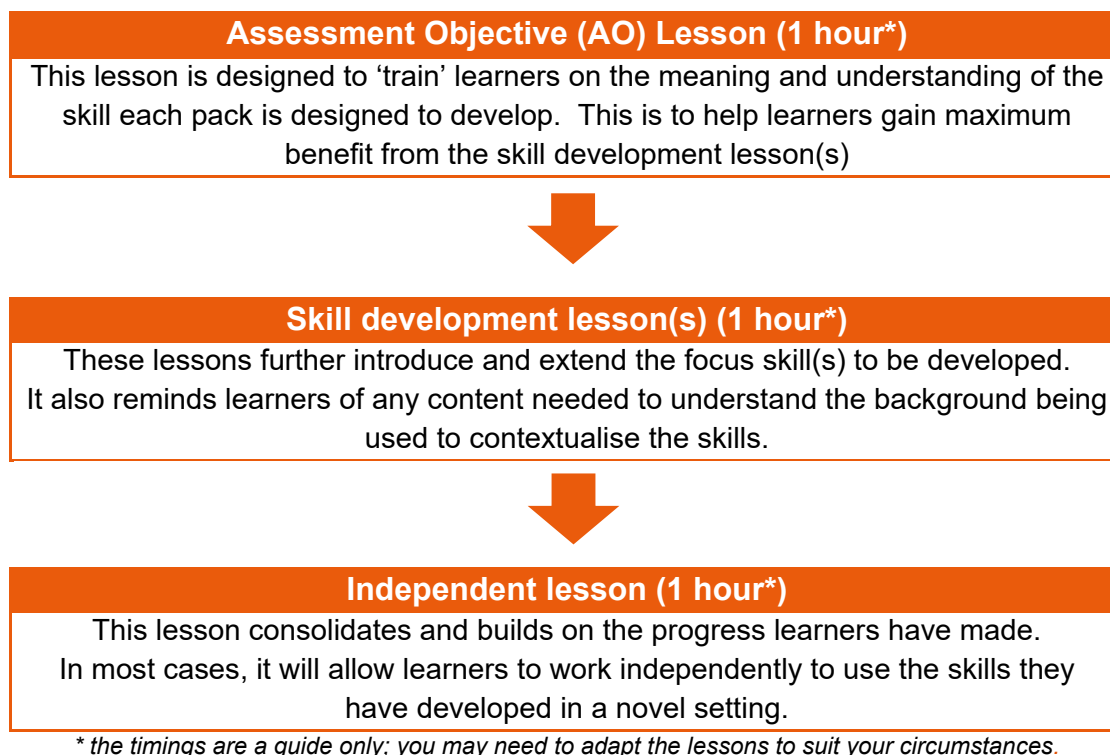 Assessment Objective (AO) Lesson (1 hour*)
This lesson is designed to ‘train’ learners on the meaning and understanding of the
skill each pack is designed to develop.  This is to help learners gain maximum
benefit from the skill development lesson(s)
Skill development lesson(s) (1 hour*)
These lessons further introduce and extend the focus skill(s) to be developed.
It also reminds learners of any content needed to understand the background being
used to contextualise the skills.
Independent lesson (1 hour*)
This lesson consolidates and builds on the progress learners have made.
In most cases, it will allow learners to work independently to use the skills they
have developed in a novel setting.
* the timings are a guide only; you may need to adapt the lessons to suit your circumstances.